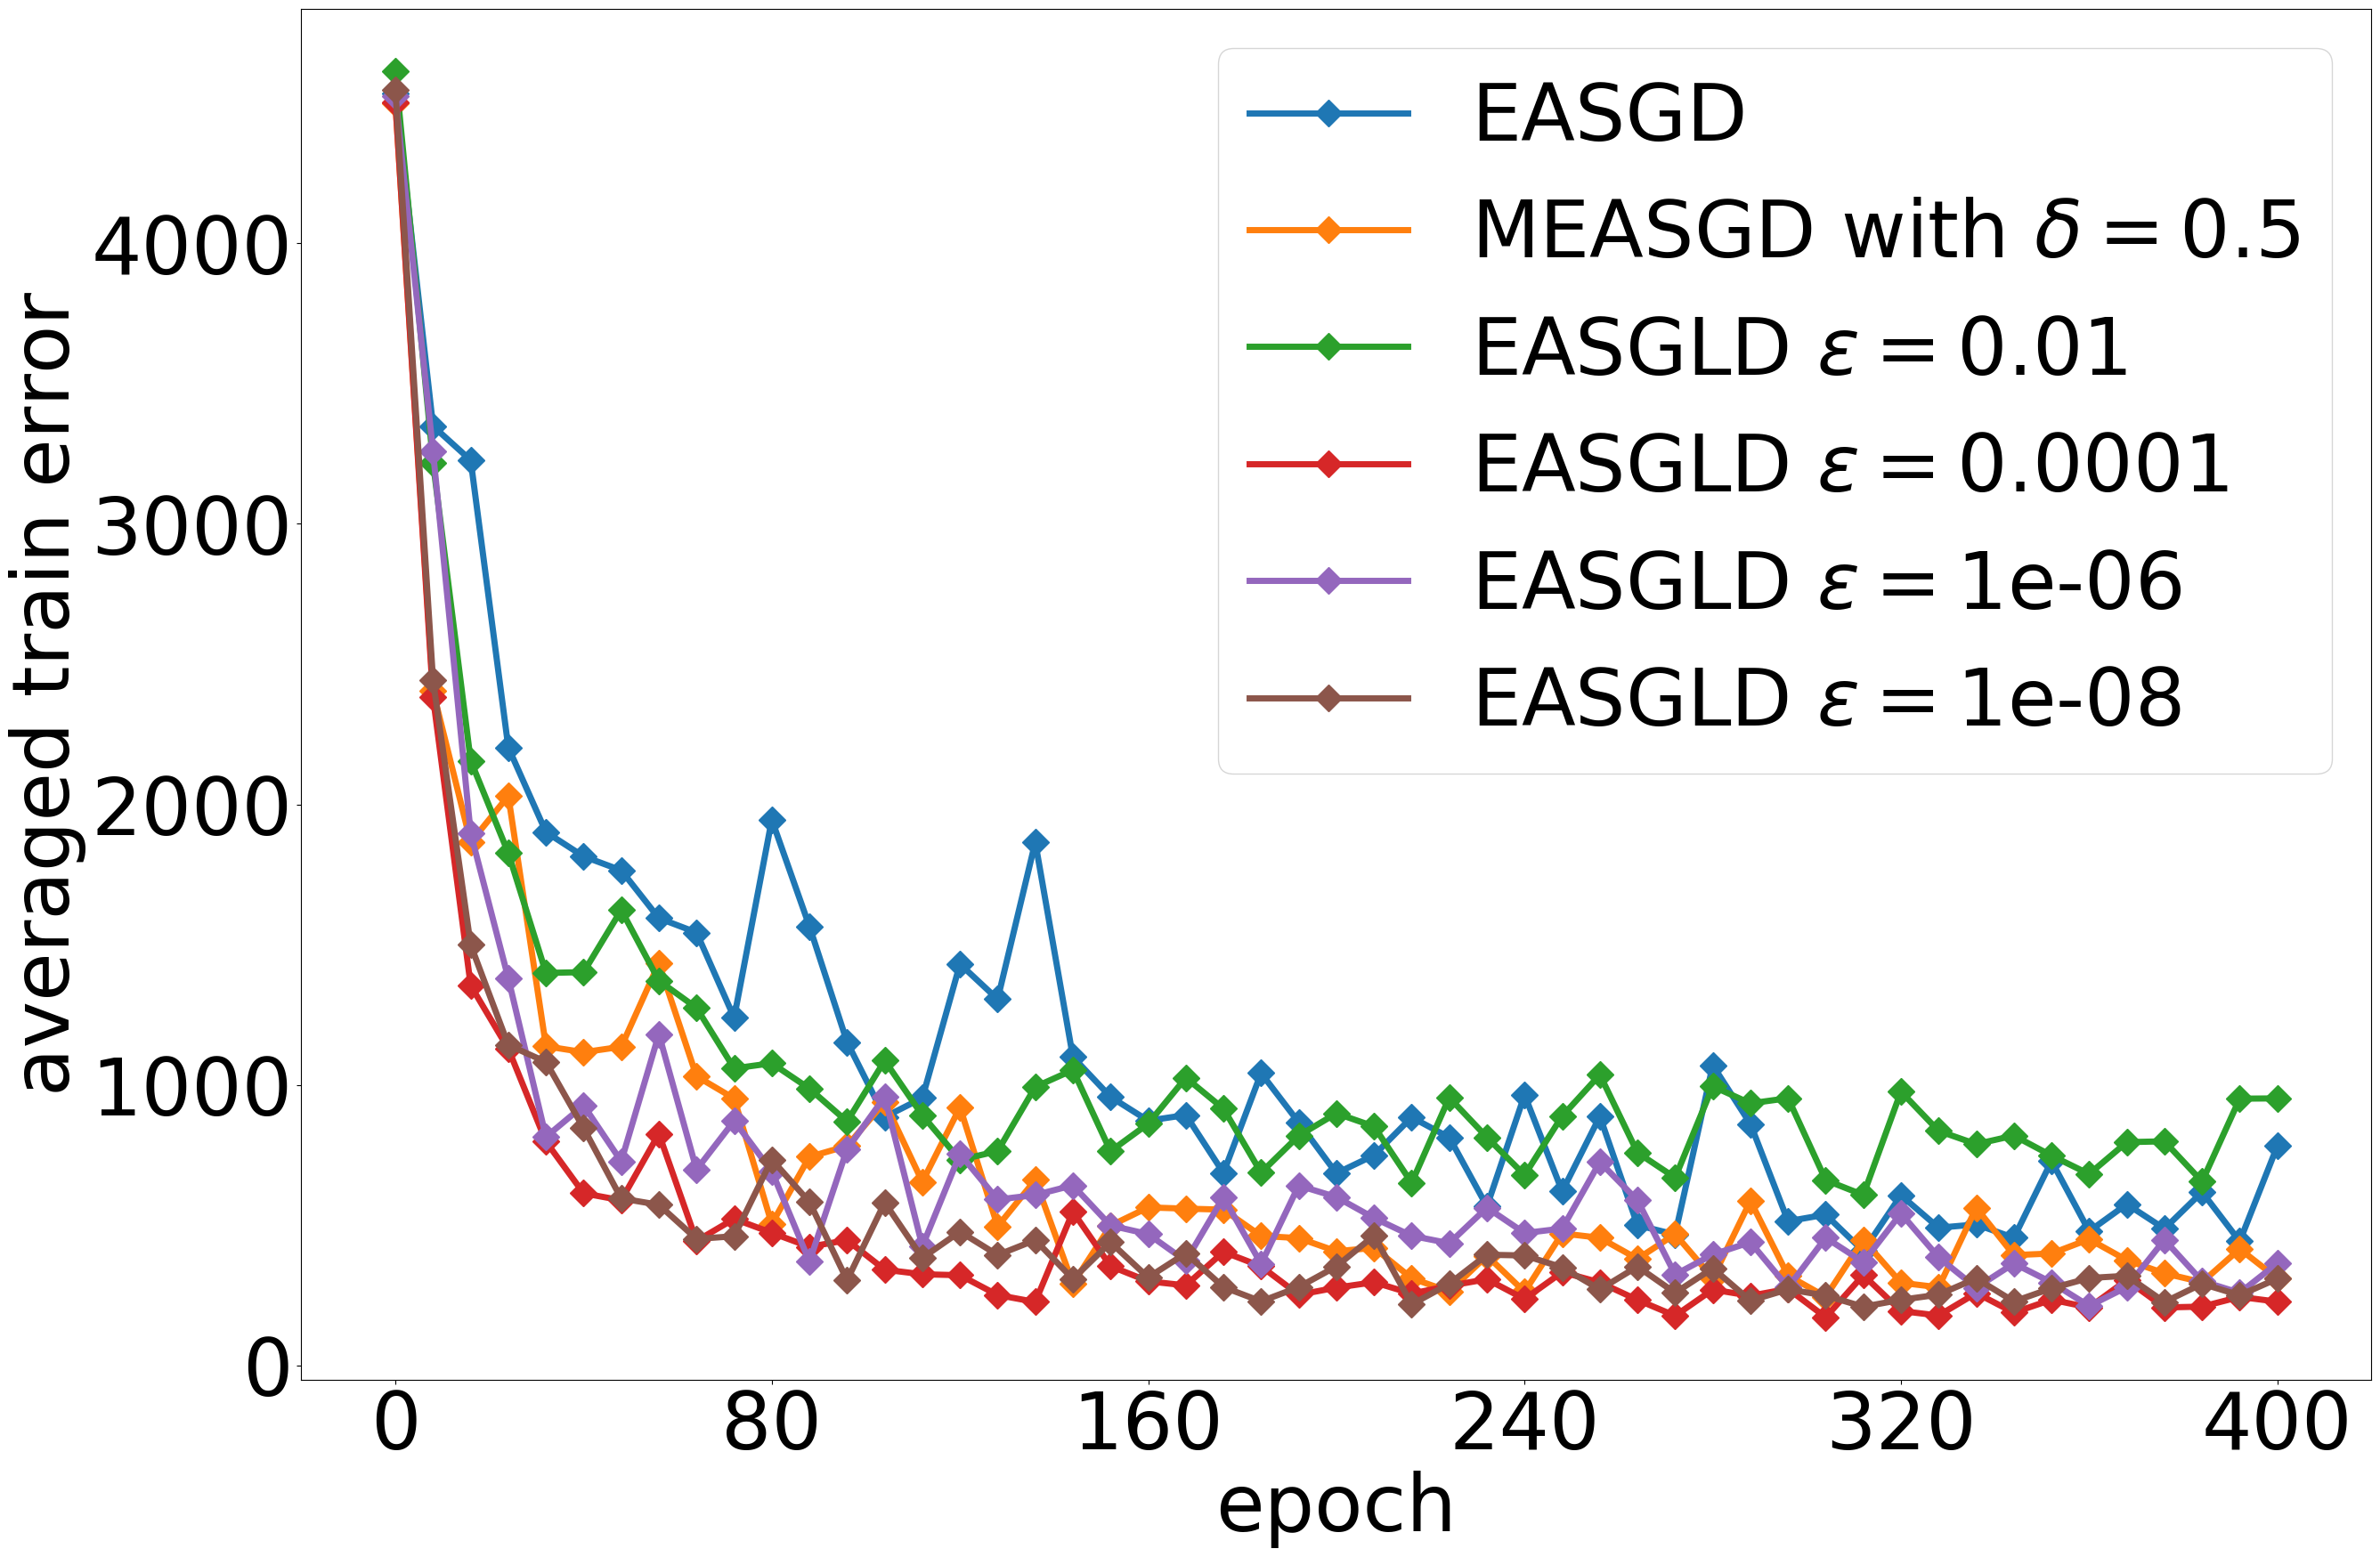 averaged train error
4000
3000
2000
1000
0
0 80 160 240 320 400
epoch
EASGD
MEASGD with δ = 0.5
EASGLD ε = 0.01
EASGLD ε = 0.0001
EASGLD ε = 1e-06
EASGLD ε = 1e-08